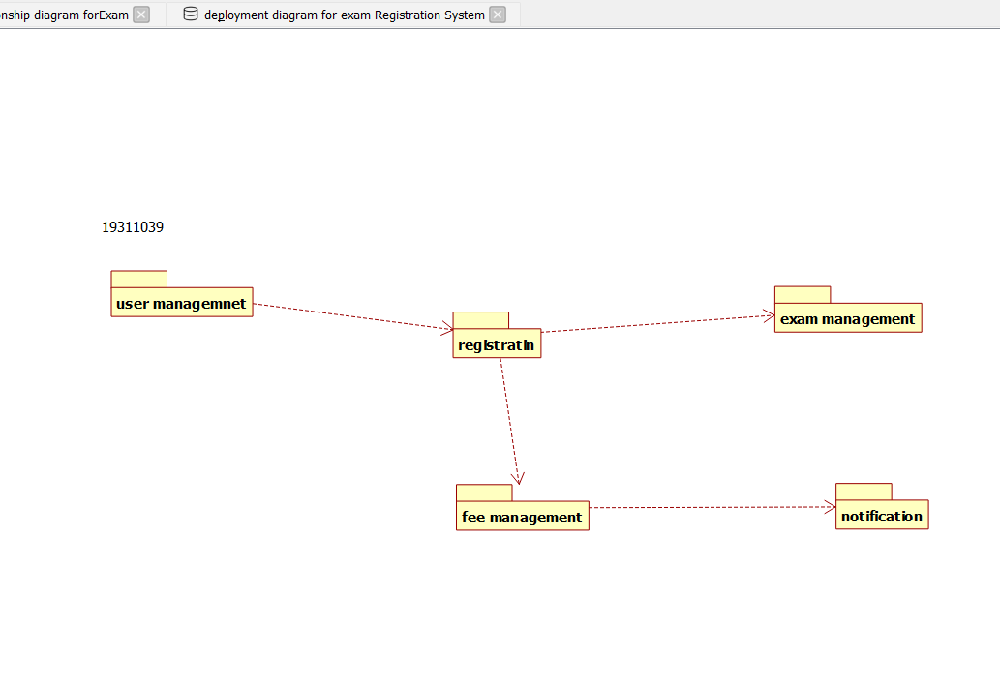 nship diagram forExam
deployment diagram for exam Registration System
19311039
user managemnet
exam management
registratin
fee management
notification